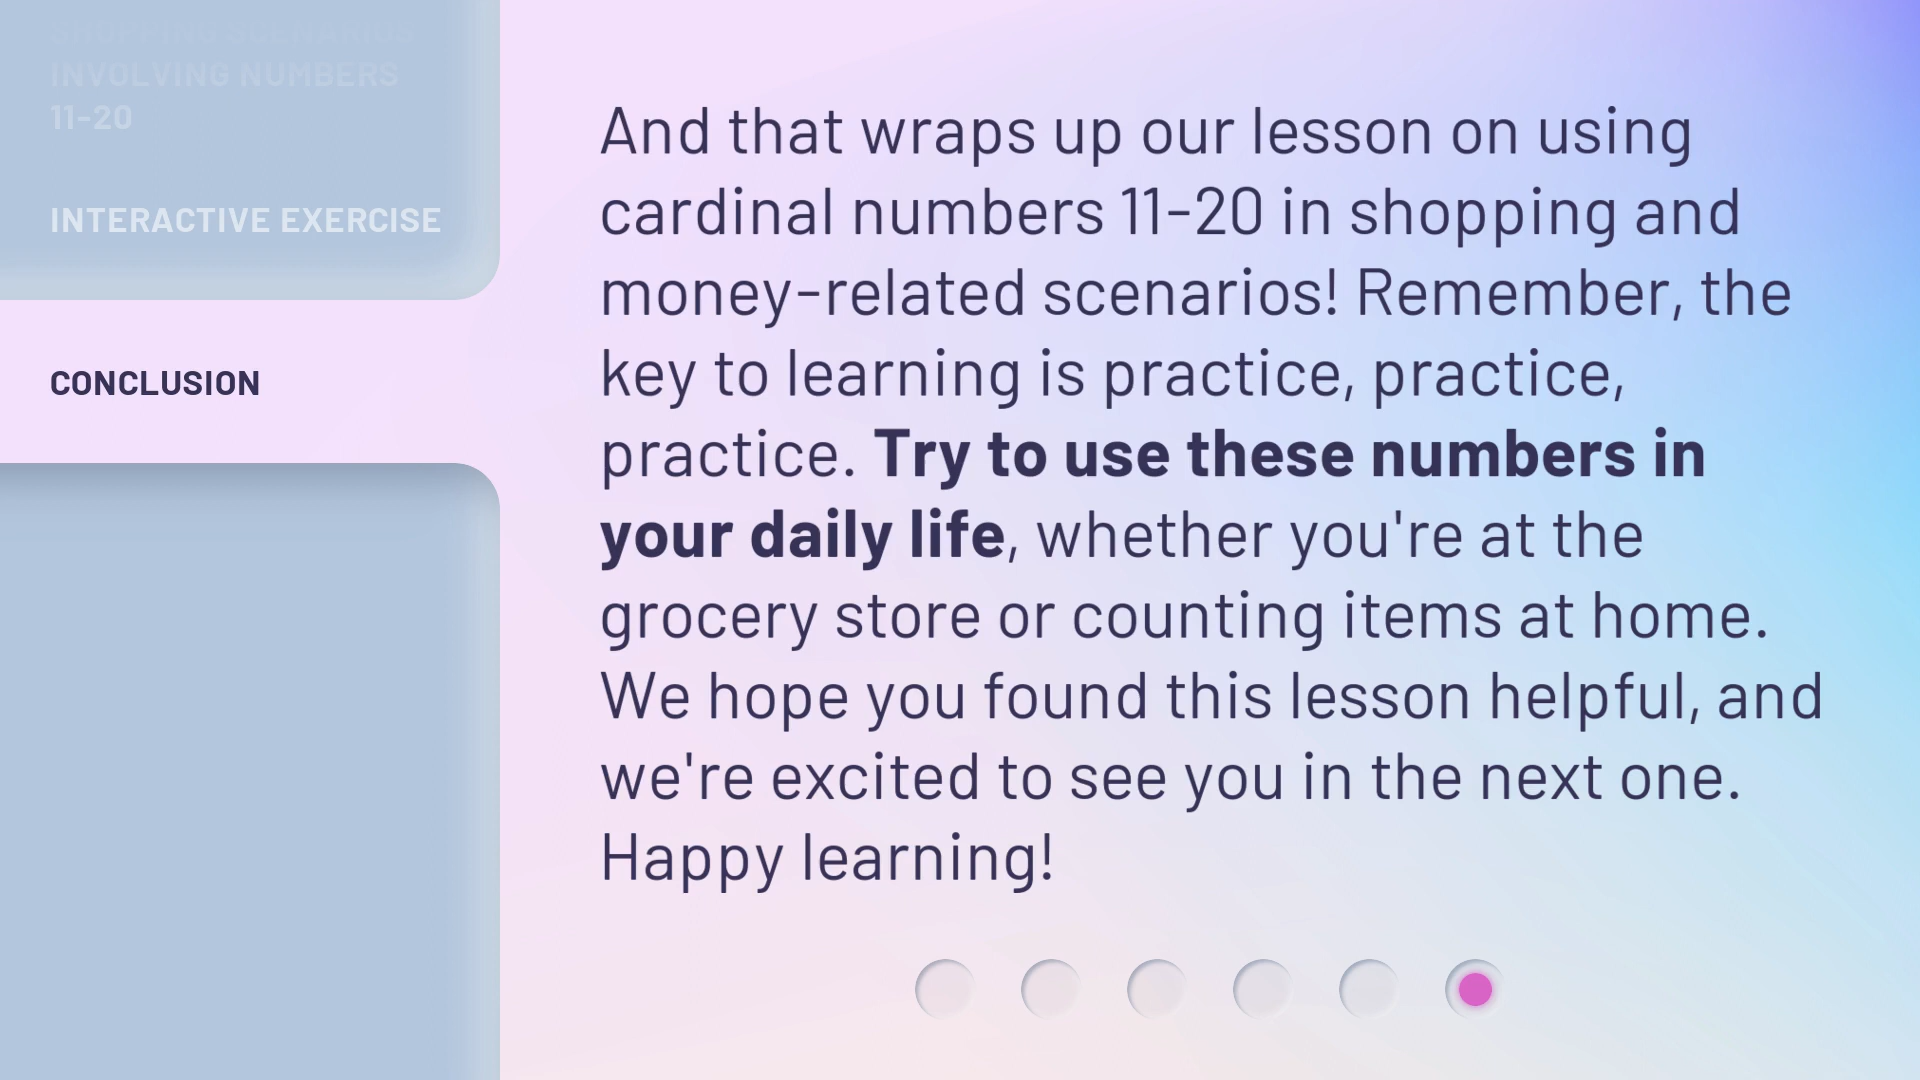 INVOLVING NUMBERS
11-20
INTERACTIVE EXERCISE
CONCLUSION
And that wraps up our lesson on using
cardinal numbers 11-20 in shopping and
money-related scenarios! Remember, the
key to learning is practice, practice,
practice. Try to use these numbers in
your daily life, whether you're at the
grocery store or counting items at home.
We hope you found this lesson helpful, and
we're excited to see you in the next one.
Happy learning!